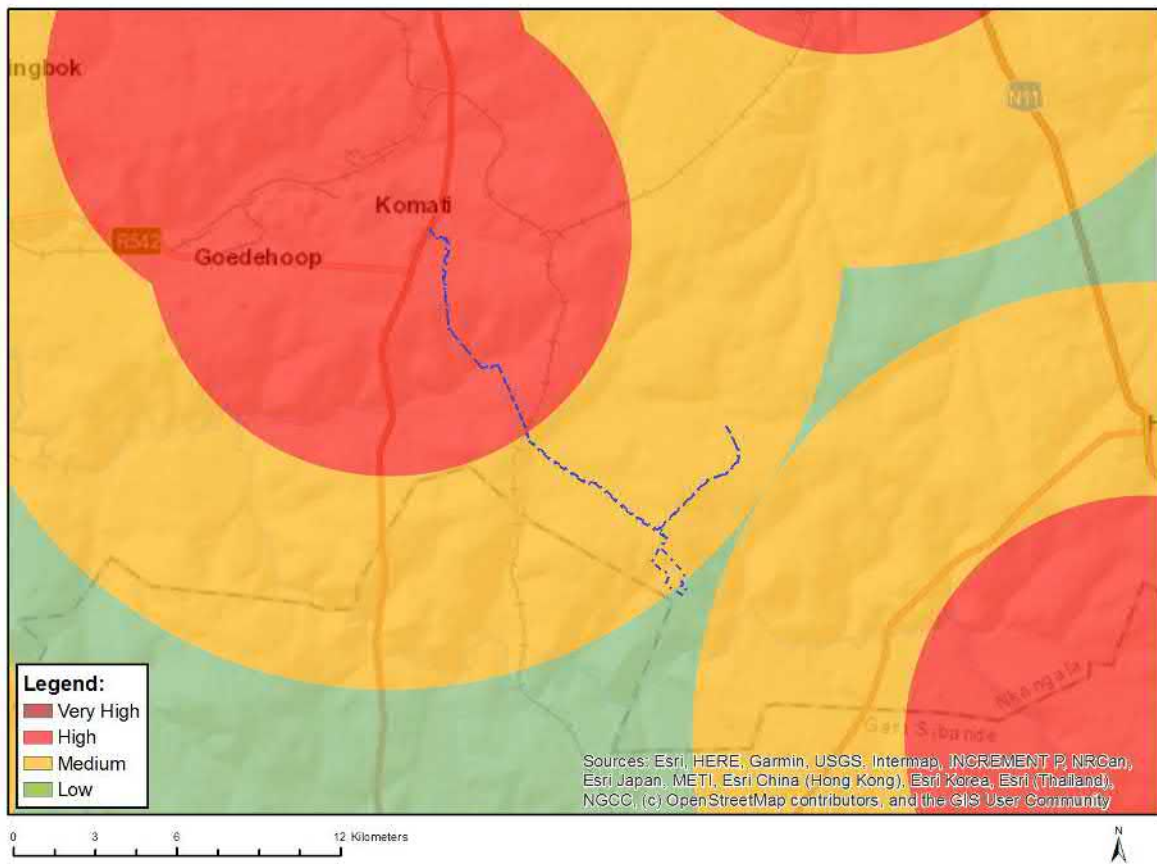 ingbok
N11
Komati
R542
Goedehoop
H
Nkangala
Gert Sibande
Legend:
Very High
High
Medium
Low
Sources: Esri, HERE, Garmin, USGS, Intermap, INCREMENT P, NRCan,
Esri Japan, METI, Esri China (Hong Kong), Esri Korea, Esri (Thailand),
NGCC, (c) OpenStreetMap contributors, and the GIS User Community
0 3 6 12 Kilometers
N